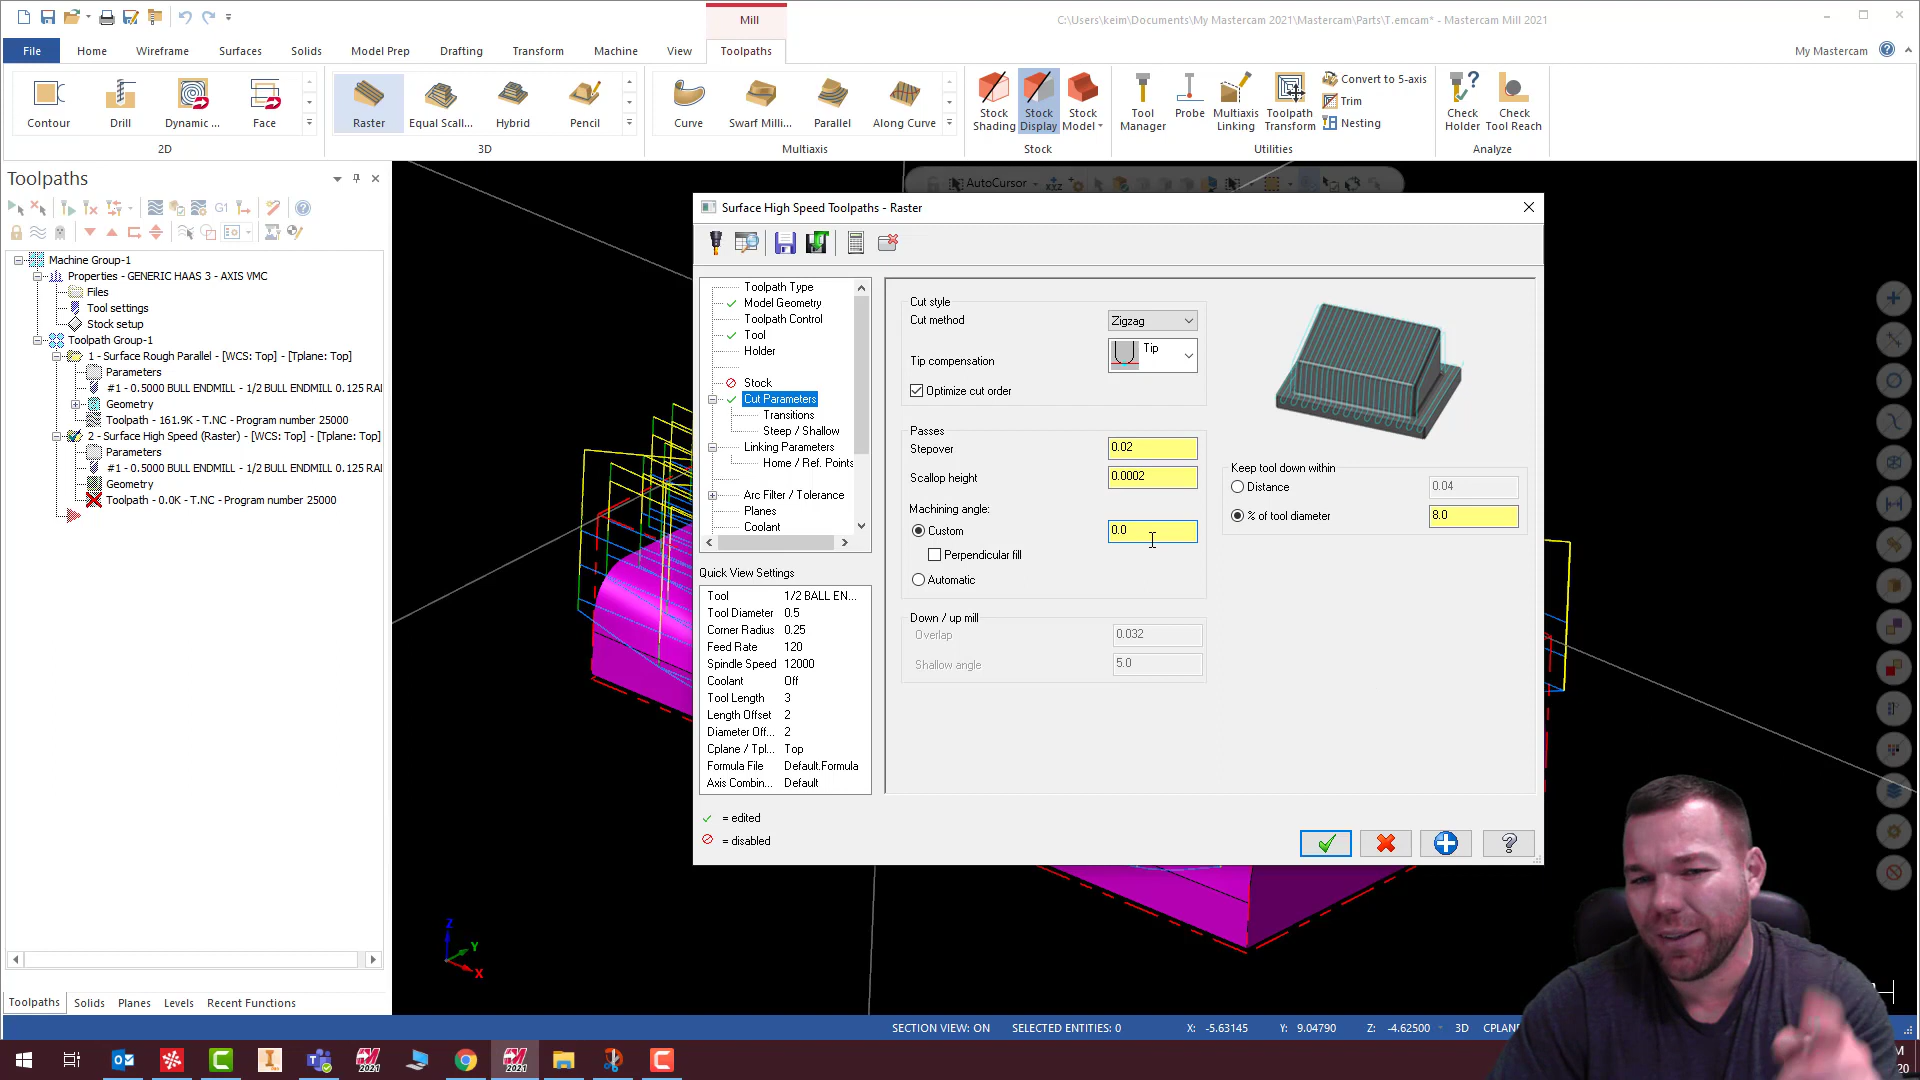 Mill
C:\Users\keim\Documents\My Mastercam 2021\Mastercam\Parts\T.emcam* - Mastercam Mill 2021
File Home Wireframe Surfaces Solids Model Prep Drafting Transform Machine View Toolpaths My Mastercam
Contour Drill Dynamic ... Face
2D
Raster Equal Scall... Hybrid Pencil
3D
Curve Swarf Milli... Parallel Along Curve
Multiaxis
Stock Shading Stock Display Stock Model
Stock
Tool Manager Probe Multiaxis Linking Toolpath Transform
Convert to 5-axis
Trim
Nesting
Utilities
Check Holder Check Tool Reach
Analyze
Toolpaths
G1
Machine Group-1
Properties - GENERIC HAAS 3 - AXIS VMC
Files
Tool settings
Stock setup
Toolpath Group-1
1 - Surface Rough Parallel - [WCS: Top] - [Tplane: Top]
Parameters
#1 - 0.5000 BULL ENDMILL - 1/2 BULL ENDMILL 0.125 RAI
Geometry
Toolpath - 161.9K - T.NC - Program number 25000
2 - Surface High Speed (Raster) - [WCS: Top] - [Tplane: Top]
Parameters
#1 - 0.5000 BULL ENDMILL - 1/2 BULL ENDMILL 0.125 RAI
Geometry
Toolpath - 0.0K - T.NC - Program number 25000
Toolpaths Solids Planes Levels Recent Functions
AutoCursor
Surface High Speed Toolpaths - Raster
Toolpath Type
Model Geometry
Toolpath Control
Tool
Holder
Stock
Cut Parameters
Transitions
Steep / Shallow
Linking Parameters
Home / Ref. Points
Arc Filter / Tolerance
Planes
Coolant
Quick View Settings
Tool 1/2 BALL EN...
Tool Diameter 0.5
Corner Radius 0.25
Feed Rate 120
Spindle Speed 12000
Coolant Off
Tool Length 3
Length Offset 2
Diameter Off... 2
Cplane / Tpl... Top
Formula File Default.Formula
Axis Combin... Default
= edited
= disabled
Cut style
Cut method Zigzag
Tip compensation Tip
Optimize cut order
Passes
Stepover 0.02
Scallop height 0.0002
Machining angle:
Custom 0.0
Perpendicular fill
Automatic
Down / up mill
Overlap 0.032
Shallow angle 5.0
Keep tool down within
Distance 0.04
% of tool diameter 8.0
Z
Y
X
SECTION VIEW: ON SELECTED ENTITIES: 0 X: -5.63145 Y: 9.04790 Z: -4.62500 3D
2021
2021